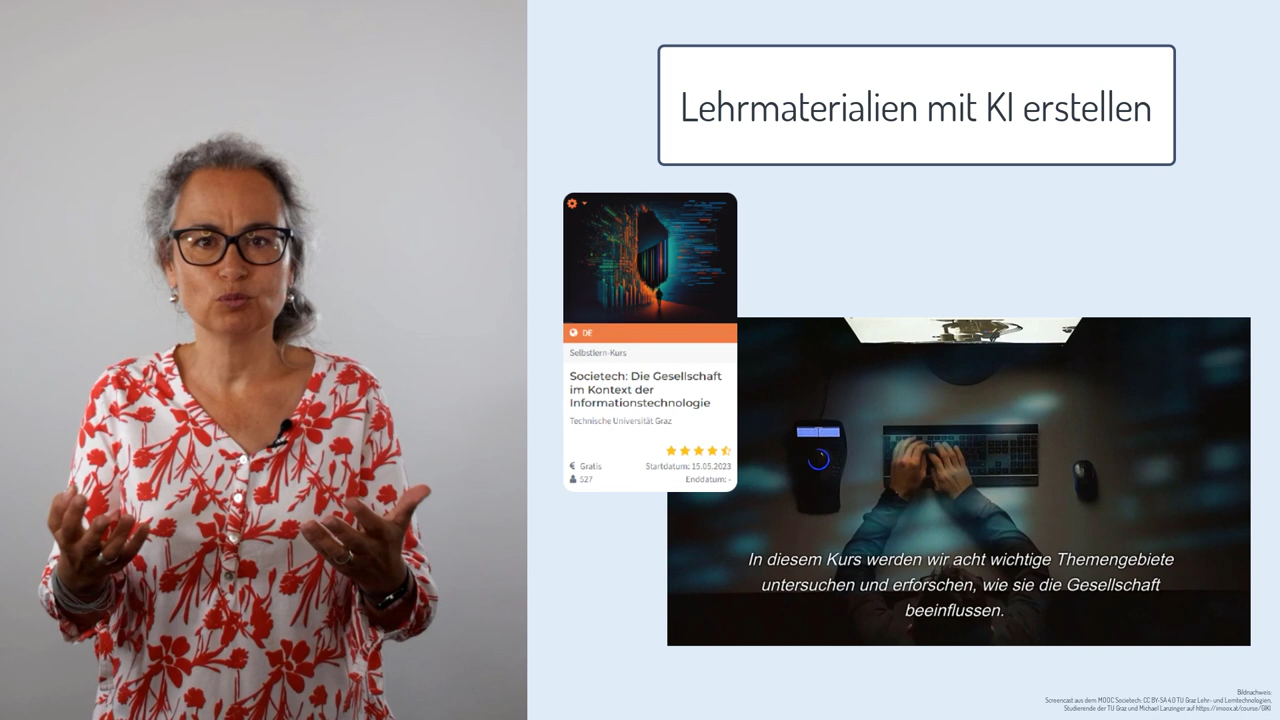 Lehrmaterialien mit KI erstellen
DE
Selbstlern-Kurs
Societech: Die Gesellschaft
im Kontext der
Informationstechnologie
Technische Universität Graz
€ Gratis
Startdatum: 15.05.2023
527
Enddatum: -
In diesem Kurs werden wir acht wichtige Themengebiete
untersuchen und erforschen, wie sie die Gesellschaft
beeinflussen.
Bildnachweis:
Screencast aus dem MOOC Societech: CC BY-SA 4.0 TU Graz Lehr- und Lerntechnologien,
Studierende der TU Graz und Michael Lanzinger auf https://imoox.at/course/GIKI